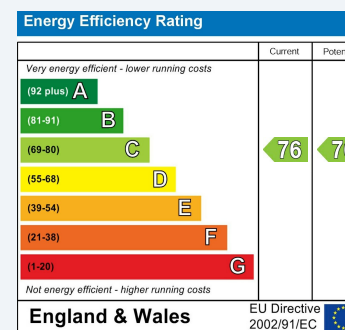 Energy Efficiency Rating
Current
Very energy efficient - lower running costs
(92 plus) A
(81-91) B
(69-80) C 76
(55-68) D
(39-54) E
(21-38) F
(1-20) G
Not energy efficient - higher running costs
England & Wales
EU Directive
2002/91/EC